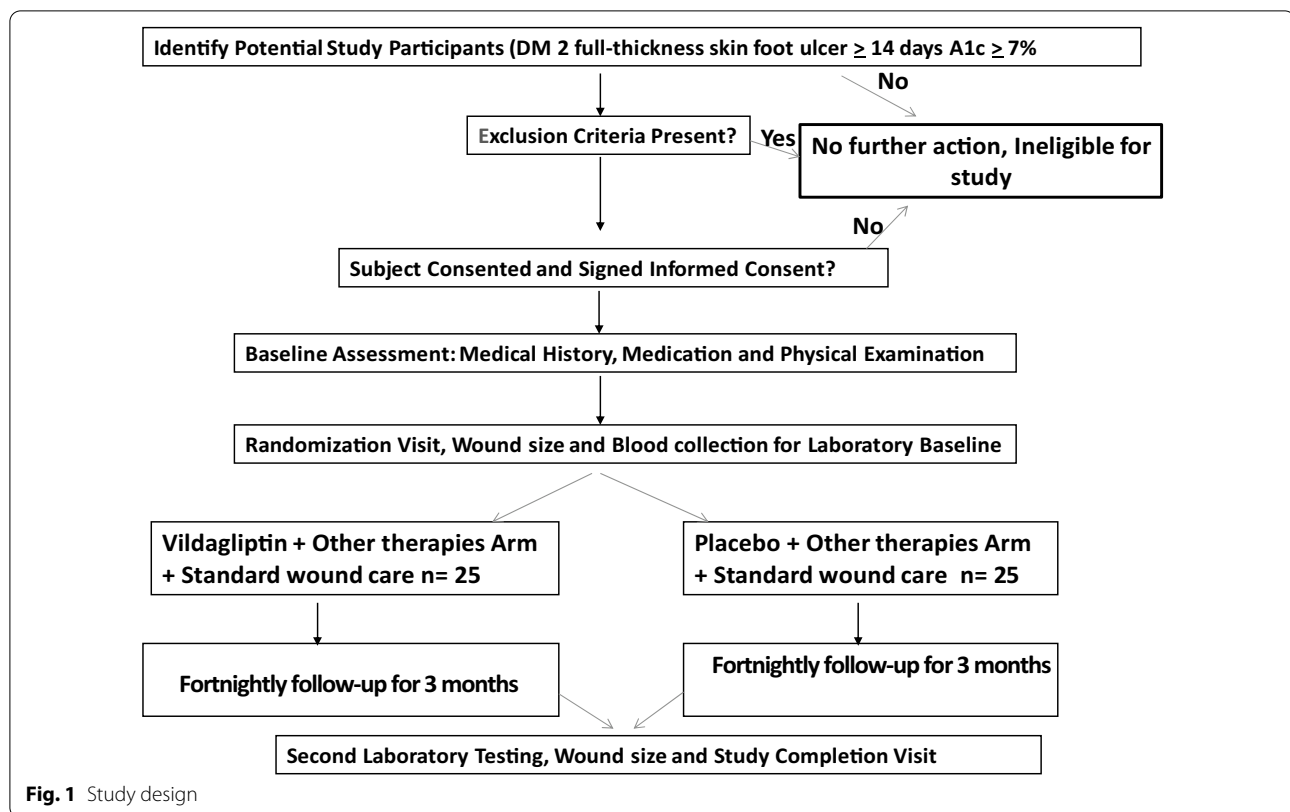 Identify Potential Study Participants (DM 2 full-thickness skin foot ulcer ≥ 14 days A1c ≥ 7%
No
Exclusion Criteria Present?
Yes
No further action, Ineligible for
study
No
Subject Consented and Signed Informed Consent?
Baseline Assessment: Medical History, Medication and Physical Examination
Randomization Visit, Wound size and Blood collection for Laboratory Baseline
Vildagliptin + Other therapies Arm
+ Standard wound care n= 25
Placebo + Other therapies Arm
+ Standard wound care n= 25
Fortnightly follow-up for 3 months
Fortnightly follow-up for 3 months
Second Laboratory Testing, Wound size and Study Completion Visit
Fig. 1 Study design